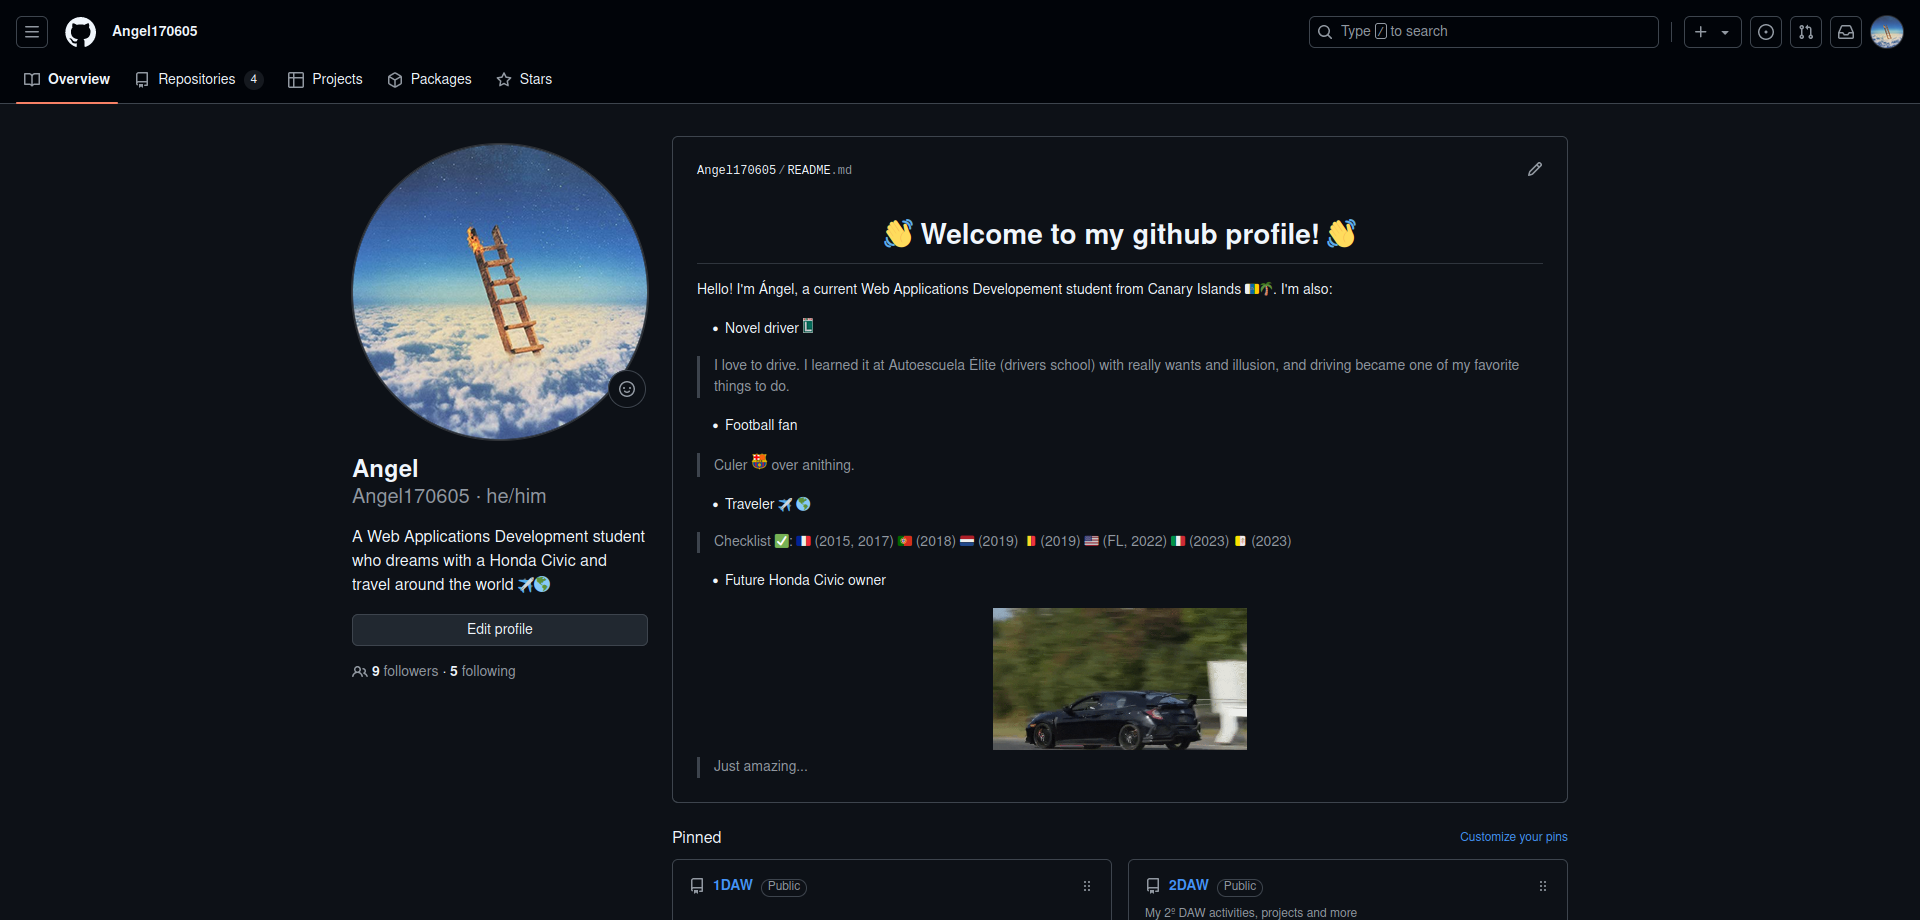 Angel170605
Type / to search
Overview
Repositories 4
Projects
Packages
Stars
Angel
Angel170605 · he/him
A Web Applications Development student
who dreams with a Honda Civic and
travel around the world ✈️🌎
Edit profile
9 followers · 5 following
Angel170605/README.md
👋 Welcome to my github profile! 👋
Hello! I'm Ángel, a current Web Applications Developement student from Canary Islands 🇮🇨🌴. I'm also:
• Novel driver
I love to drive. I learned it at Autoescuela Élite (drivers school) with really wants and illusion, and driving became one of my favorite
things to do.
• Football fan
Culer over anithing.
• Traveler ✈️🌎
Checklist ✅: 🇫🇷 (2015, 2017) 🇵🇹 (2018) 🇳🇱 (2019) 🇧🇪 (2019) 🇺🇸 (FL, 2022) 🇮🇹 (2023) 🇻🇦 (2023)
• Future Honda Civic owner
Just amazing...
Pinned
Customize your pins
1DAW Public
2DAW Public
My 2º DAW activities, projects and more